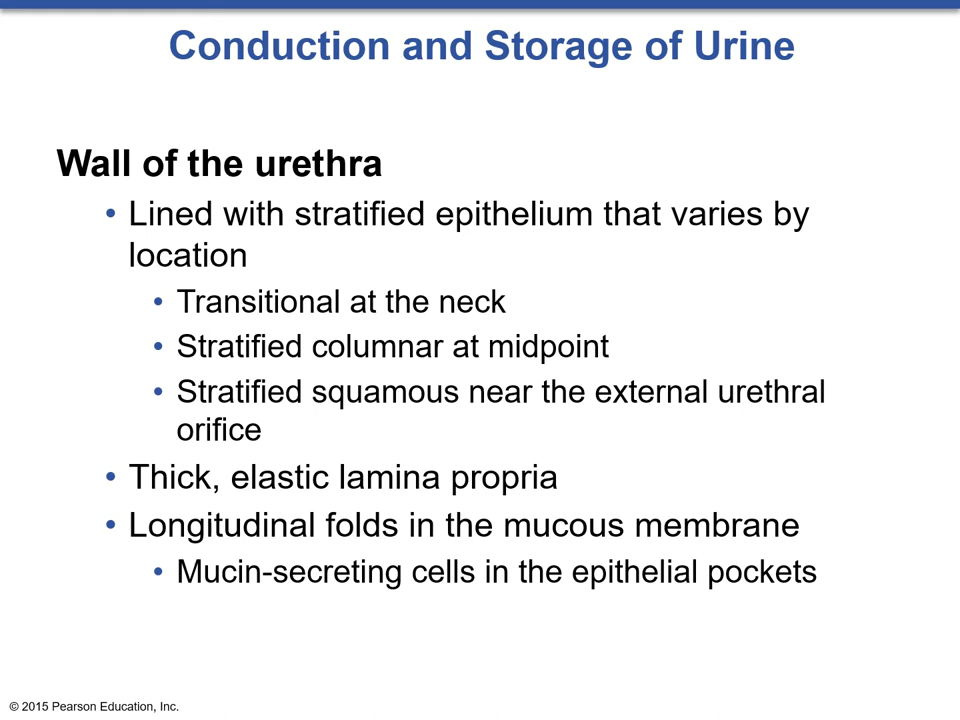 Conduction and Storage of Urine
Wall of the urethra
• Lined with stratified epithelium that varies by
location
• Transitional at the neck
• Stratified columnar at midpoint
• Stratified squamous near the external urethral
orifice
• Thick, elastic lamina propria
• Longitudinal folds in the mucous membrane
• Mucin-secreting cells in the epithelial pockets
© 2015 Pearson Education, Inc.